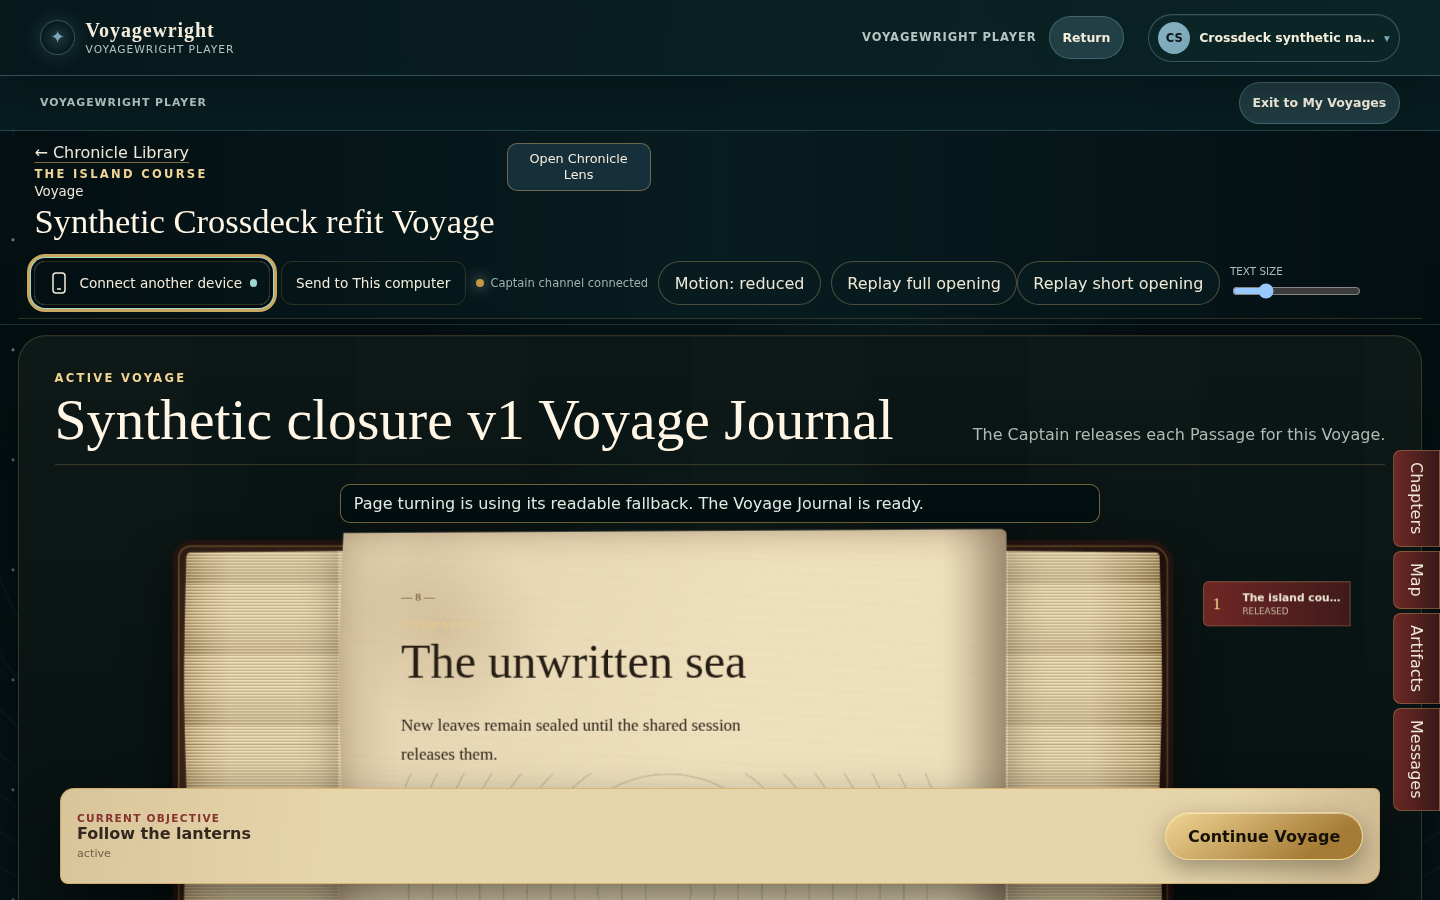 Voyagewright
VOYAGEWRIGHT PLAYER
VOYAGEWRIGHT PLAYER
Return
CS
Crossdeck synthetic na…
VOYAGEWRIGHT PLAYER
Exit to My Voyages
← Chronicle Library
THE ISLAND COURSE
Voyage
Synthetic Crossdeck refit Voyage
Open Chronicle
Lens
Connect another device
Send to This computer
Captain channel connected
Motion: reduced
Replay full opening
Replay short opening
TEXT SIZE
ACTIVE VOYAGE
Synthetic closure v1 Voyage Journal
The Captain releases each Passage for this Voyage.
Page turning is using its readable fallback. The Voyage Journal is ready.
— 8 —
The unwritten sea
New leaves remain sealed until the shared session
releases them.
1
The island cou…
RELEASED
Chapters
Map
Artifacts
Messages
CURRENT OBJECTIVE
Follow the lanterns
active
Continue Voyage